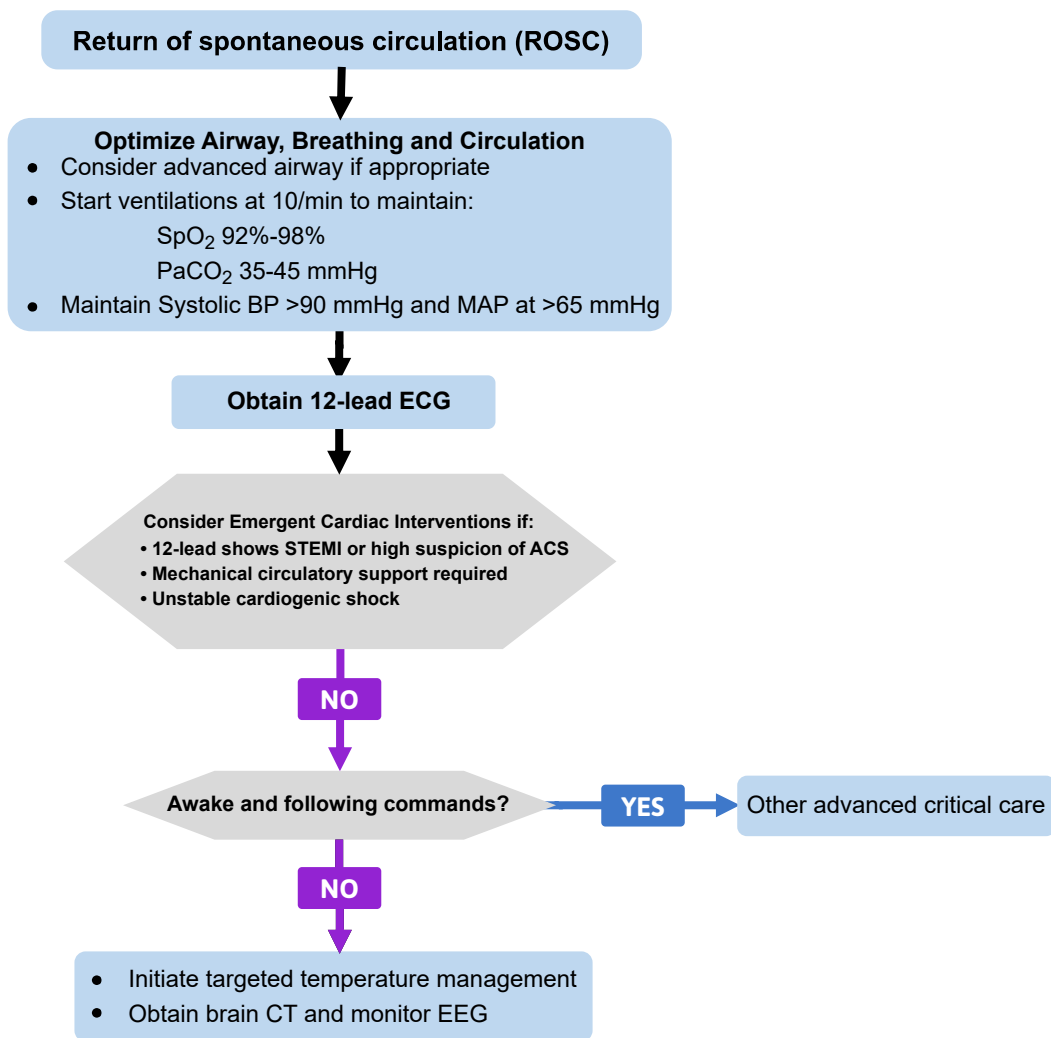 Return of spontaneous circulation (ROSC)
Optimize Airway, Breathing and Circulation
• Consider advanced airway if appropriate
• Start ventilations at 10/min to maintain:
SpO₂ 92%-98%
PaCO₂ 35-45 mmHg
• Maintain Systolic BP >90 mmHg and MAP at >65 mmHg
Obtain 12-lead ECG
Consider Emergent Cardiac Interventions if:
• 12-lead shows STEMI or high suspicion of ACS
• Mechanical circulatory support required
• Unstable cardiogenic shock
NO
Awake and following commands?
YES
Other advanced critical care
NO
• Initiate targeted temperature management
• Obtain brain CT and monitor EEG